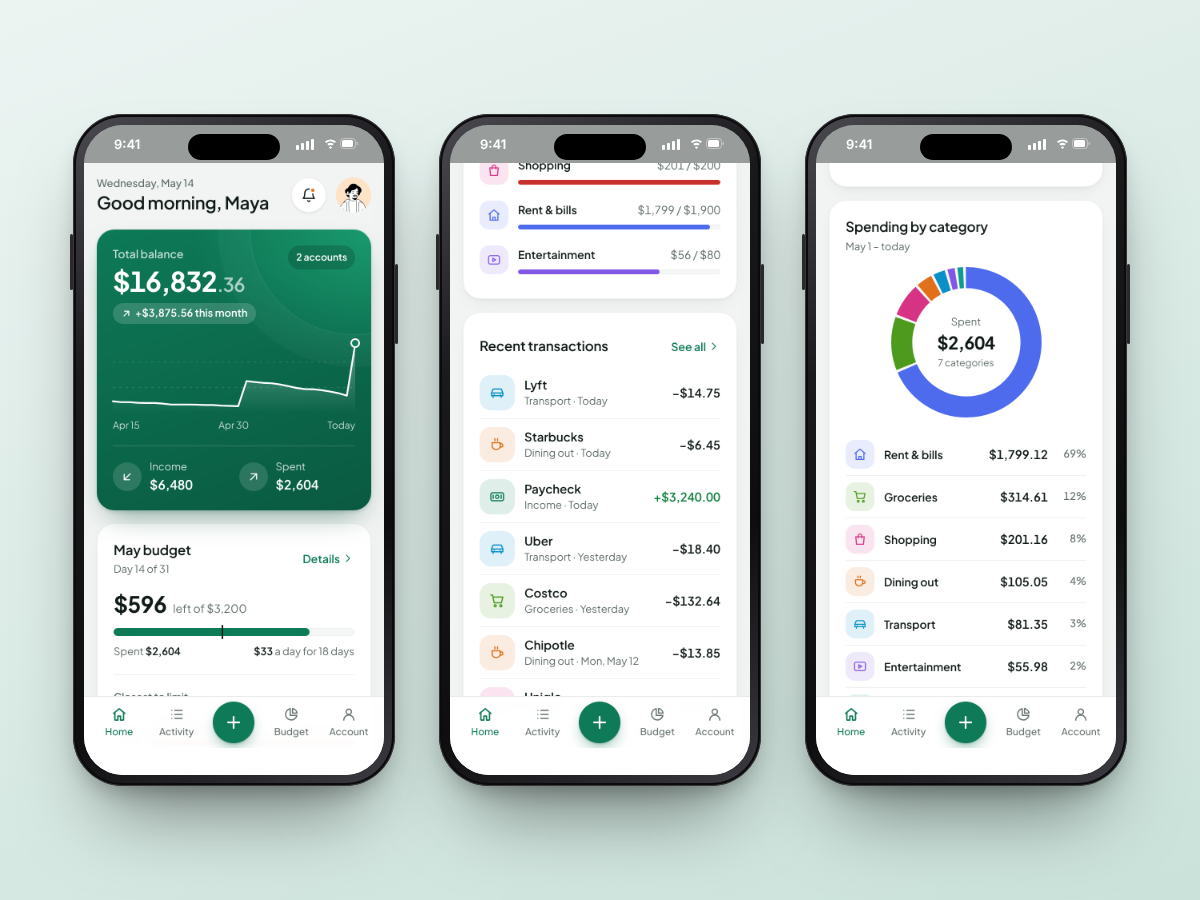 9:41
Wednesday, May 14
Good morning, Maya
Total balance
2 accounts
$16,832.36
+$3,875.56 this month
Apr 15 Apr 30 Today
Income
$6,480
Spent
$2,604
May budget
Day 14 of 31
Details
$596 left of $3,200
Spent $2,604
$33 a day for 18 days
Closest to limit
Home Activity Budget Account
9:41
Shopping $201 / $200
Rent & bills $1,799 / $1,900
Entertainment $56 / $80
Recent transactions See all
Lyft
Transport · Today
−$14.75
Starbucks
Dining out · Today
−$6.45
Paycheck
Income · Today
+$3,240.00
Uber
Transport · Yesterday
−$18.40
Costco
Groceries · Yesterday
−$132.64
Chipotle
Dining out · Mon, May 12
−$13.85
Uniqlo
Home Activity Budget Account
9:41
Spending by category
May 1 – today
Spent
$2,604
7 categories
Rent & bills $1,799.12 69%
Groceries $314.61 12%
Shopping $201.16 8%
Dining out $105.05 4%
Transport $81.35 3%
Entertainment $55.98 2%
Home Activity Budget Account